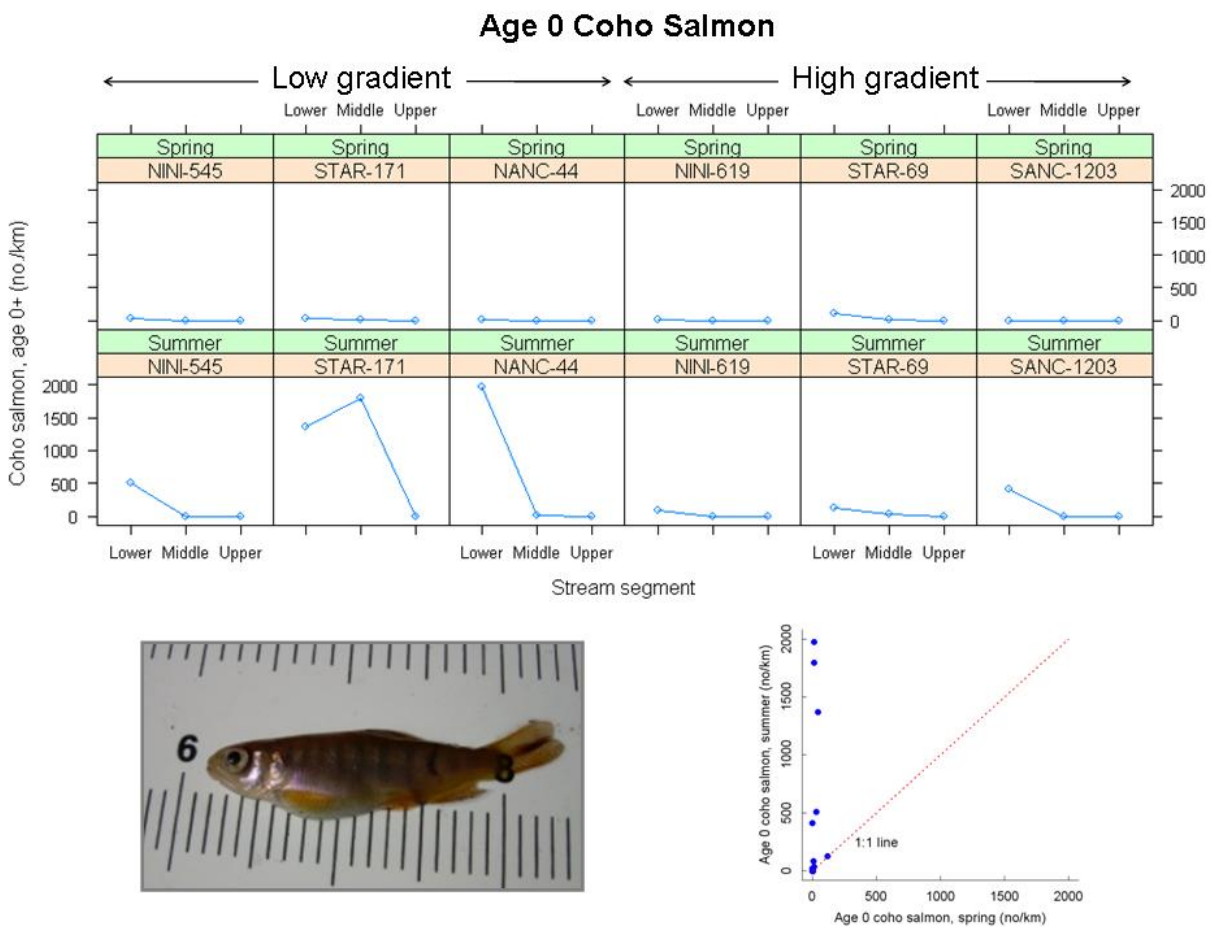 Age 0 Coho Salmon
Low gradient High gradient
Lower Middle Upper Lower Middle Upper Lower Middle Upper
Spring Spring Spring Spring Spring Spring
NINI-545 STAR-171 NANC-44 NINI-619 STAR-69 SANC-1203
2000
1500
1000
500
0
Coho salmon, age 0+ (no./km)
Summer Summer Summer Summer Summer Summer
NINI-545 STAR-171 NANC-44 NINI-619 STAR-69 SANC-1203
2000
1500
1000
500
0
Lower Middle Upper Lower Middle Upper Lower Middle Upper
Stream segment
6
8
Age 0 coho salmon, summer (no/km)
2000
1500
1000
500
0
1:1 line
0 500 1000 1500 2000
Age 0 coho salmon, spring (no/km)